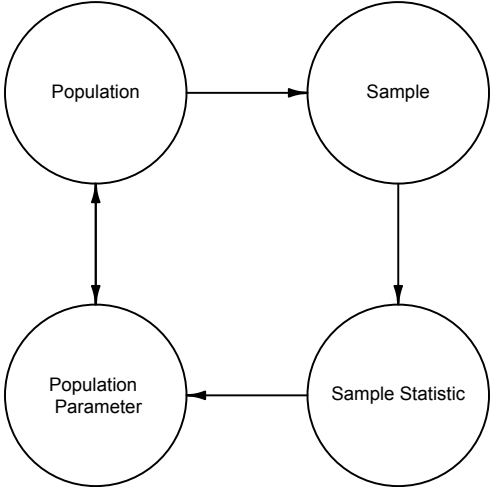 Population
Sample
Population
Parameter
Sample Statistic